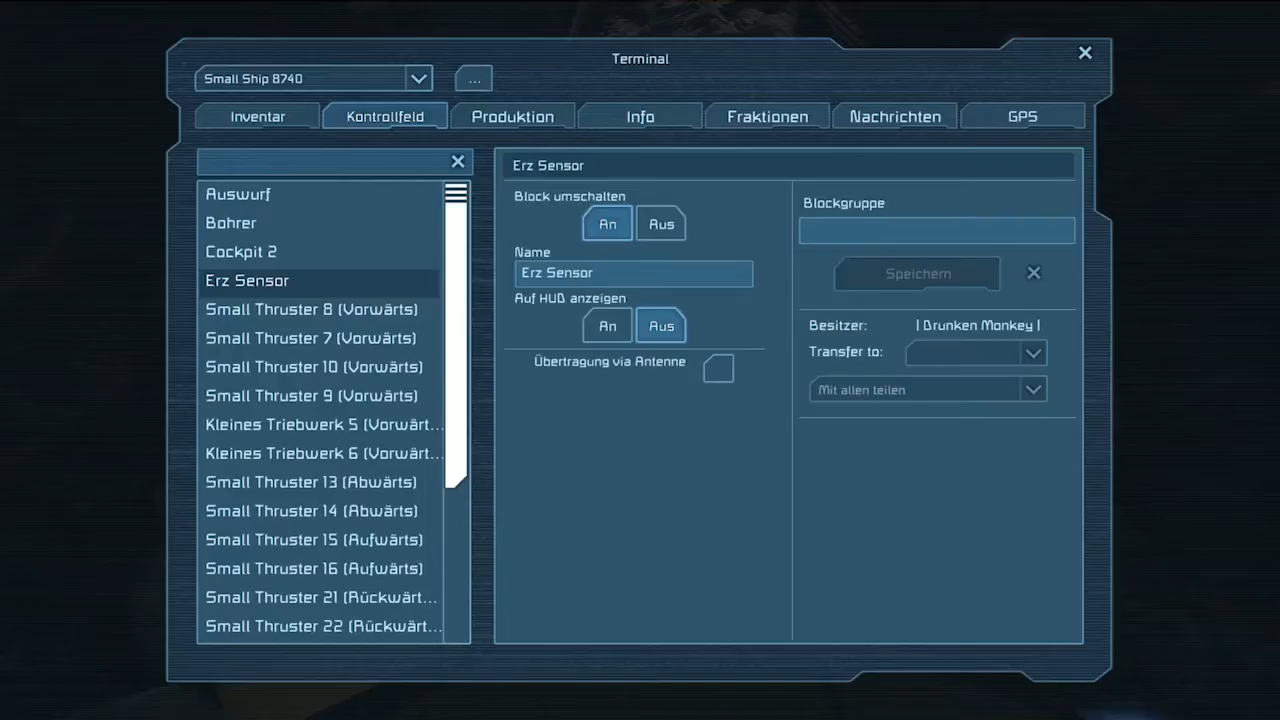 Terminal
Small Ship 8740
...
Inventar
Kontrollfeld
Produktion
Info
Fraktionen
Nachrichten
GPS
Auswurf
Bohrer
Cockpit 2
Erz Sensor
Small Thruster 8 (Vorwärts)
Small Thruster 7 (Vorwärts)
Small Thruster 10 (Vorwärts)
Small Thruster 9 (Vorwärts)
Kleines Triebwerk 5 (Vorwärt...
Kleines Triebwerk 6 (Vorwärt...
Small Thruster 13 (Abwärts)
Small Thruster 14 (Abwärts)
Small Thruster 15 (Aufwärts)
Small Thruster 16 (Aufwärts)
Small Thruster 21 (Rückwärt...
Small Thruster 22 (Rückwärt...
Erz Sensor
Block umschalten
An Aus
Name
Erz Sensor
Auf HUD anzeigen
An Aus
Übertragung via Antenne
Blockgruppe
Speichern
Besitzer: | Drunken Monkey |
Transfer to:
Mit allen teilen